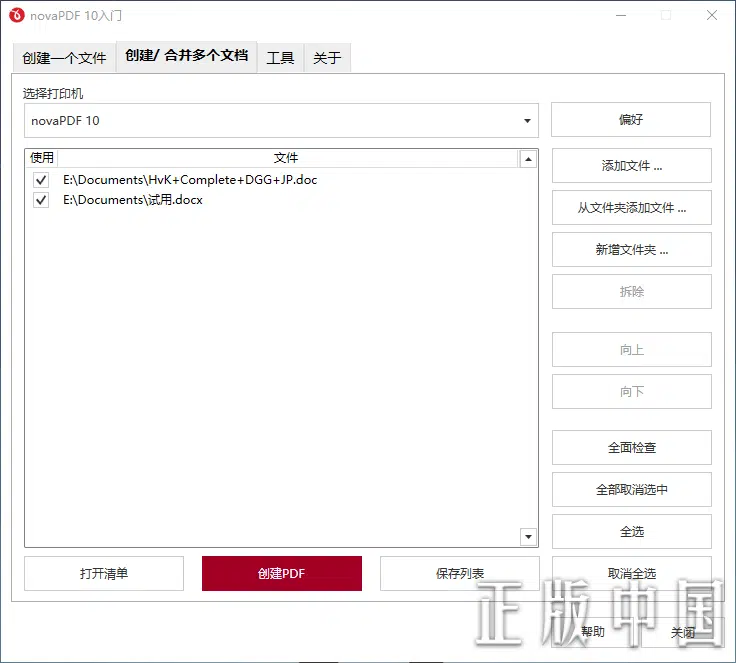 novaPDF 10入门
创建一个文件
创建/ 合并多个文档
工具
关于
选择打印机
novaPDF 10
偏好
使用
文件
E:\Documents\HvK+Complete+DGG+JP.doc
E:\Documents\试用.docx
添加文件 ...
从文件夹添加文件 ...
新增文件夹 ...
拆除
向上
向下
全面检查
全部取消选中
全选
取消全选
打开清单
创建PDF
保存列表
帮助
关闭
正版中国